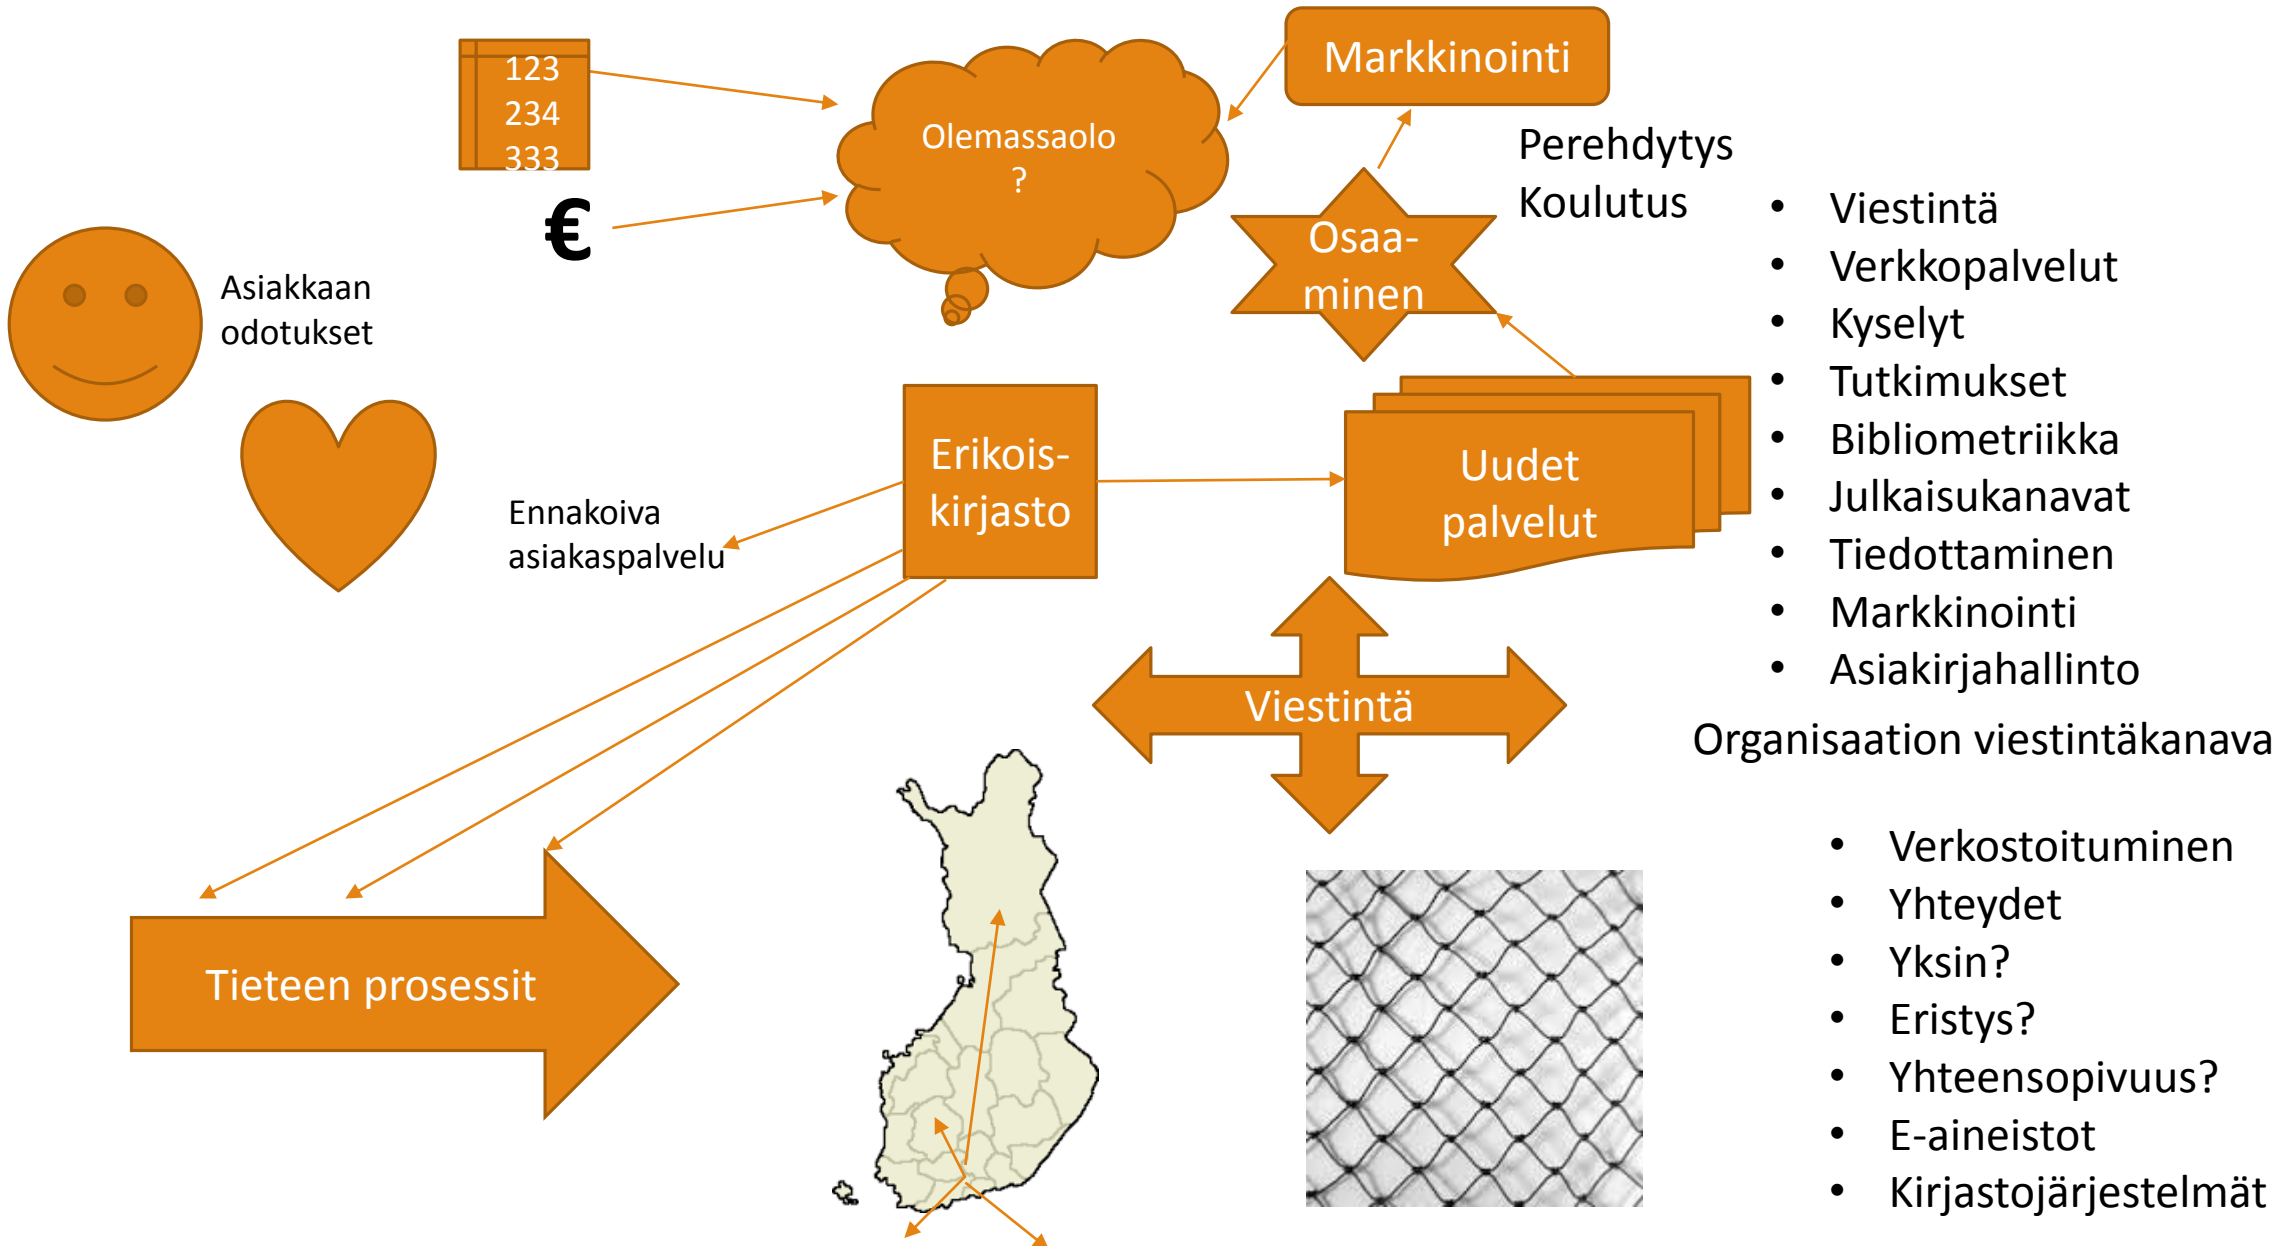 123
234
333
€
Olemassaolo
?
Markkinointi
Perehdytys
Koulutus
Osaa-
minen
Asiakkaan
odotukset
Ennakoiva
asiakaspalvelu
Erikois-
kirjasto
Uudet
palvelut
• Viestintä
• Verkkopalvelut
• Kyselyt
• Tutkimukset
• Bibliometriikka
• Julkaisukanavat
• Tiedottaminen
• Markkinointi
• Asiakirjahallinto
Viestintä
Organisaation viestintäkanava
Tieteen prosessit
• Verkostoituminen
• Yhteydet
• Yksin?
• Eristys?
• Yhteensopivuus?
• E-aineistot
• Kirjastojärjestelmät